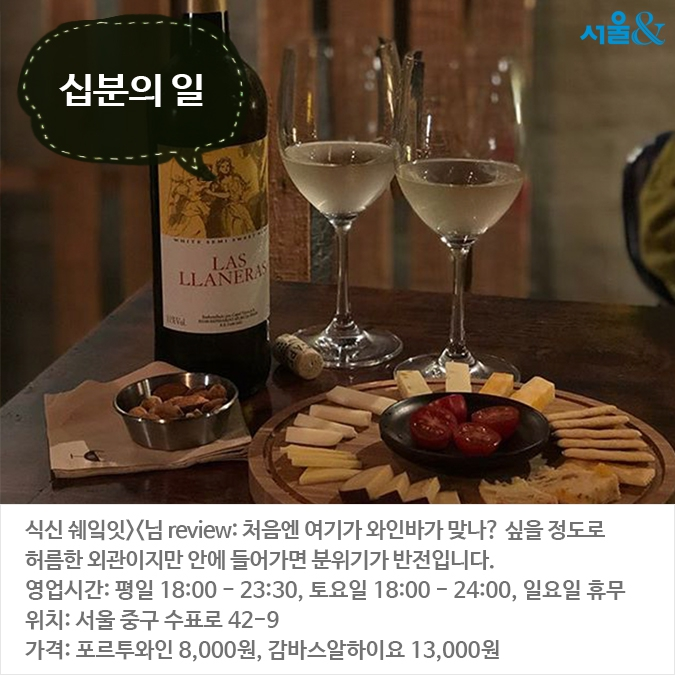 서울&
십분의 일
WHITE SEMI SWEET
LAS
LLANERAS
식신 쉐잌잇><님 review: 처음엔 여기가 와인바가 맞나? 싶을 정도로
허름한 외관이지만 안에 들어가면 분위기가 반전입니다.
영업시간: 평일 18:00 - 23:30, 토요일 18:00 - 24:00, 일요일 휴무
위치: 서울 중구 수표로 42-9
가격: 포르투와인 8,000원, 감바스알하이요 13,000원